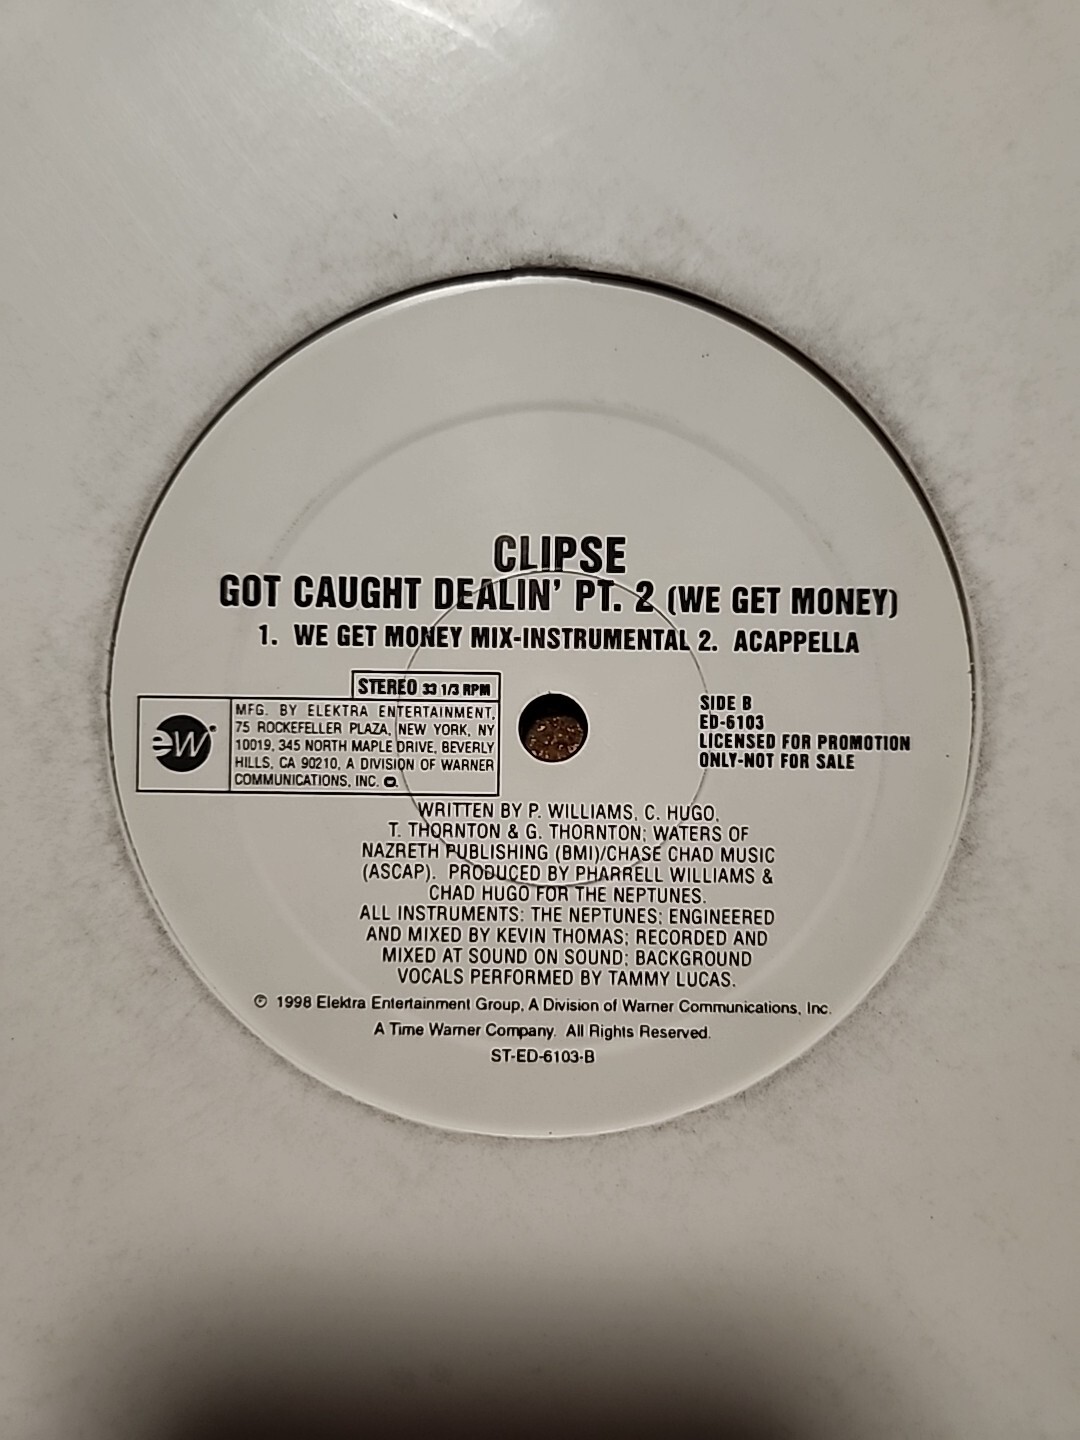 CLIPSE
GOT CAUGHT DEALIN' PT. 2 (WE GET MONEY)
1. WE GET MONEY MIX-INSTRUMENTAL 2. ACAPPELLA
STEREO 33 1/3 RPM
EW
MFG. BY ELEKTRA ENTERTAINMENT,
75 ROCKEFELLER PLAZA, NEW YORK, NY
10019, 345 NORTH MAPLE DRIVE, BEVERLY
HILLS, CA 90210, A DIVISION OF WARNER
COMMUNICATIONS, INC.
SIDE B
ED-6103
LICENSED FOR PROMOTION
ONLY-NOT FOR SALE
WRITTEN BY P. WILLIAMS, C. HUGO,
T. THORNTON & G. THORNTON; WATERS OF
NAZRETH PUBLISHING (BMI)/CHASE CHAD MUSIC
(ASCAP). PRODUCED BY PHARRELL WILLIAMS &
CHAD HUGO FOR THE NEPTUNES.
ALL INSTRUMENTS: THE NEPTUNES; ENGINEERED
AND MIXED BY KEVIN THOMAS; RECORDED AND
MIXED AT SOUND ON SOUND; BACKGROUND
VOCALS PERFORMED BY TAMMY LUCAS.
℗ 1998 Elektra Entertainment Group, A Division of Warner Communications, Inc.
A Time Warner Company. All Rights Reserved.
ST-ED-6103-B